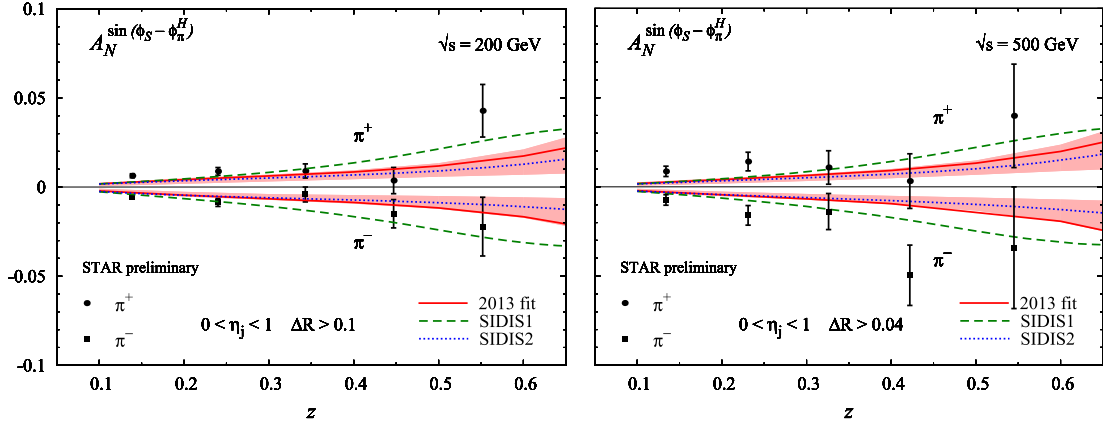 A_N^sin (ϕ_S – ϕ_π^H)
√s = 200 GeV
0.1
0.05
0
-0.05
-0.1
π+
π−
STAR preliminary
π+
π−
0 < η_j < 1 ΔR > 0.1
2013 fit
SIDIS1
SIDIS2
0.1 0.2 0.3 0.4 0.5 0.6
z
A_N^sin (ϕ_S – ϕ_π^H)
√s = 500 GeV
π+
π−
STAR preliminary
π+
π−
0 < η_j < 1 ΔR > 0.04
2013 fit
SIDIS1
SIDIS2
0.1 0.2 0.3 0.4 0.5 0.6
z